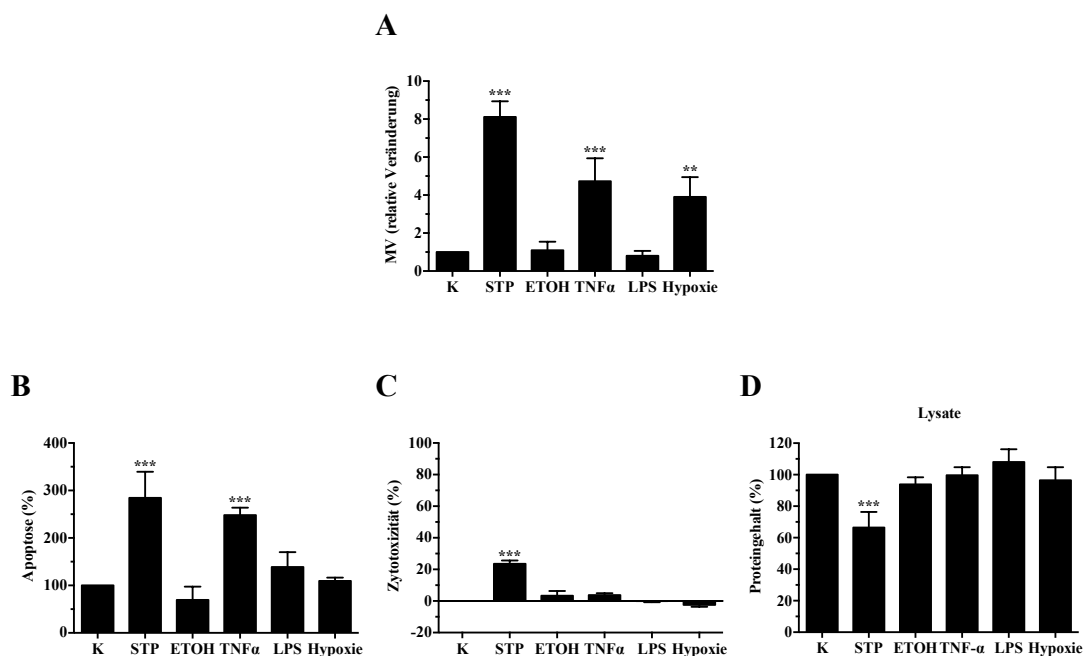 A
MV (relative Veränderung)
10
8
6
4
2
0
***
***
**
K STP ETOH TNFα LPS Hypoxie
B
Apoptose (%)
400
300
200
100
0
***
***
K STP ETOH TNFα LPS Hypoxie
C
Zytotoxizität (%)
100
80
60
40
20
0
-20
***
K STP ETOH TNFα LPS Hypoxie
D
Lysate
Proteingehalt (%)
120
100
80
60
40
20
0
***
K STP ETOH TNF-α LPS Hypoxie